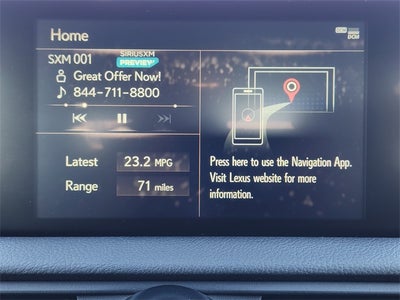 Home
DCM
SXM 001
SIRIUSXM
PREVIEW
Great Offer Now!
844-711-8800
Latest 23.2 MPG
Range 71 miles
Press here to use the Navigation App.
Visit Lexus website for more
information.